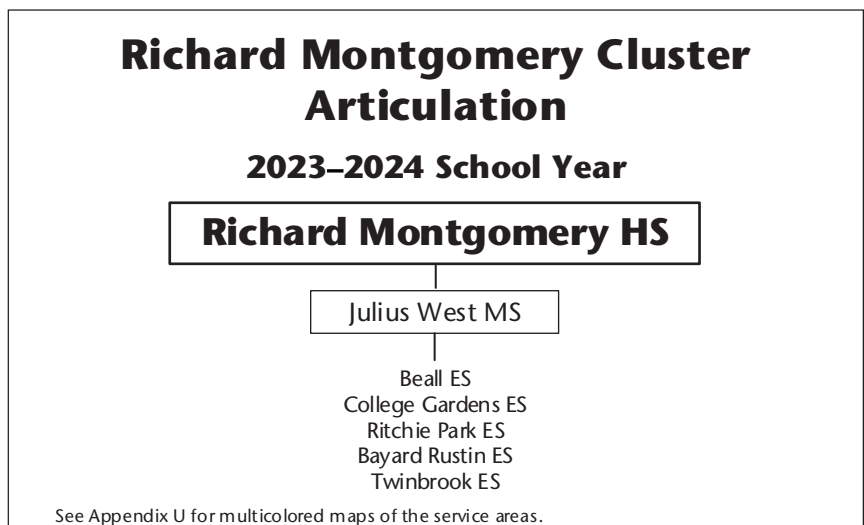 Richard Montgomery Cluster
Articulation
2023–2024 School Year
Richard Montgomery HS
Julius West MS
Beall ES
College Gardens ES
Ritchie Park ES
Bayard Rustin ES
Twinbrook ES
See Appendix U for multicolored maps of the service areas.